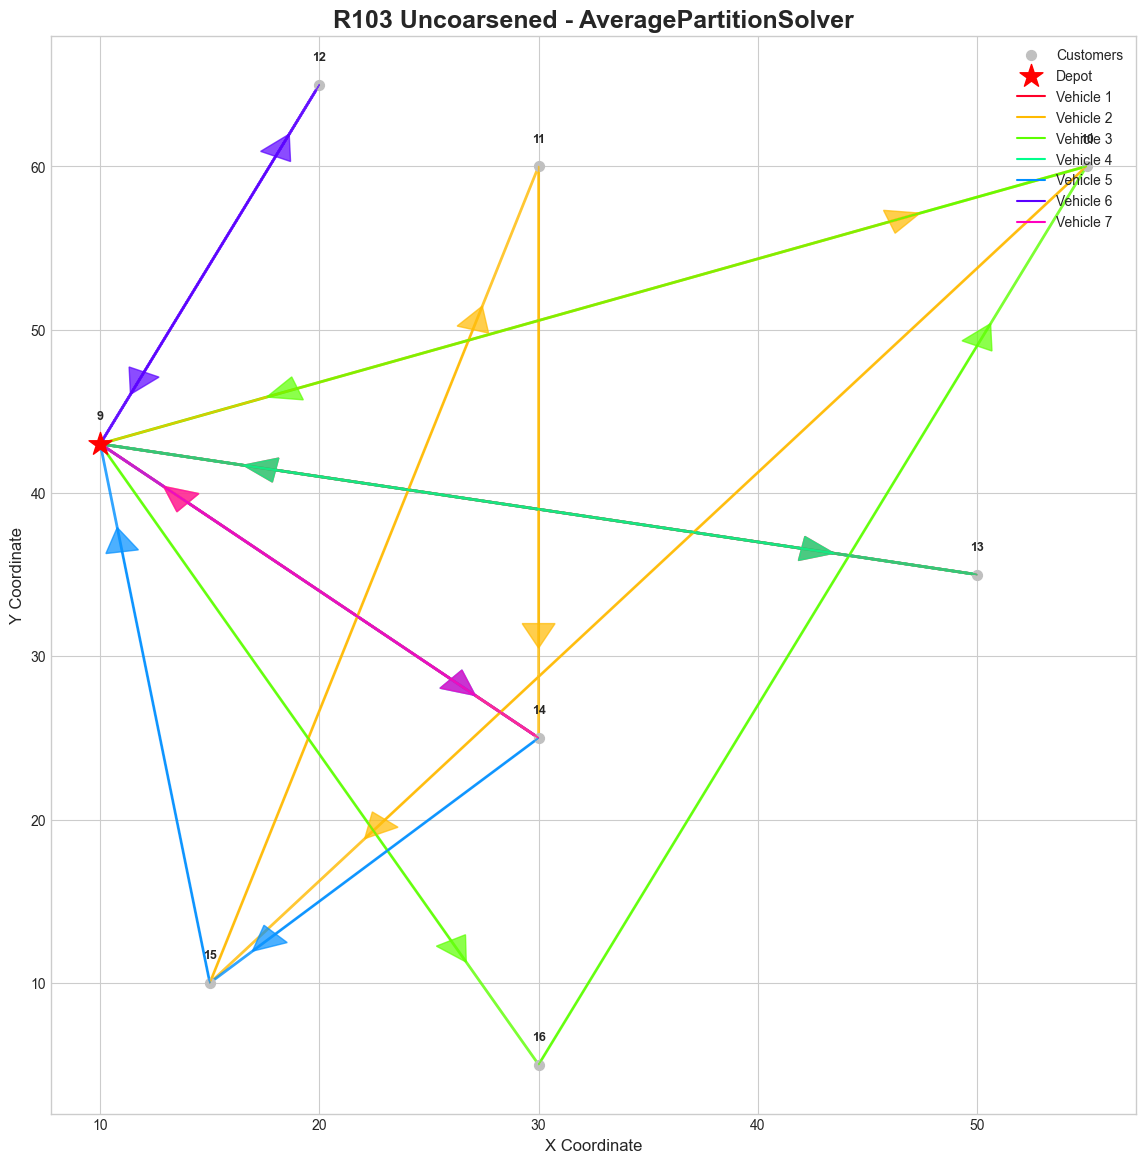 R103 Uncoarsened - AveragePartitionSolver
Customers
Depot
Vehicle 1
Vehicle 2
Vehicle 3
Vehicle 4
Vehicle 5
Vehicle 6
Vehicle 7
12
11
10
9
13
14
15
16
60
50
40
30
20
10
Y Coordinate
10
20
30
40
50
X Coordinate